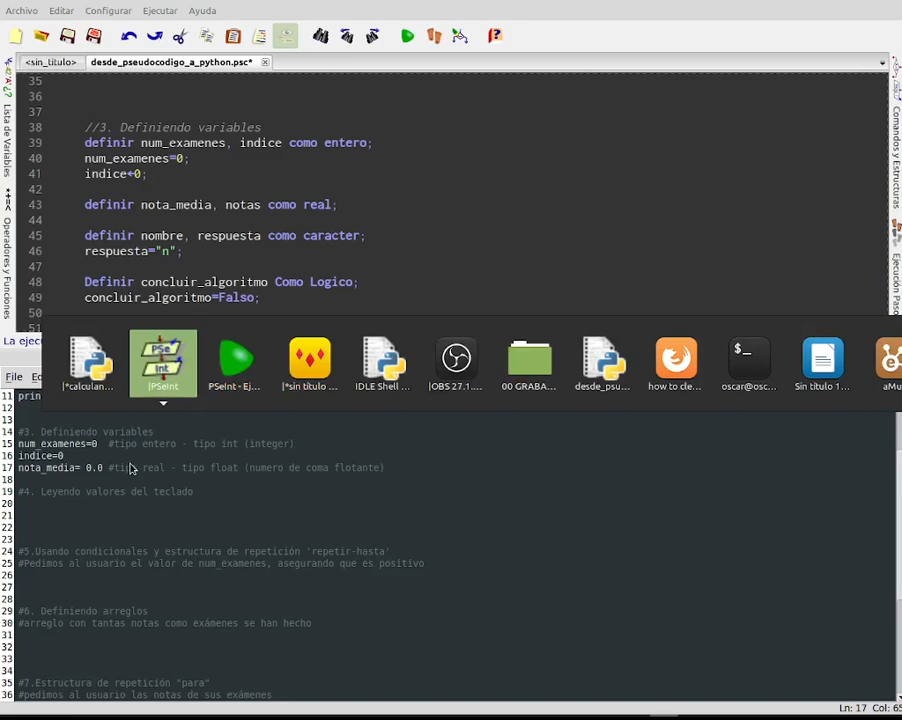 Archivo Editar Configurar Ejecutar Ayuda
<sin_titulo> desde_pseudocodigo_a_python.psc*
Lista de Variables
Operadores y Funciones
Comandos y Estructuras
Ejecución Paso
35
36
37
38 //3. Definiendo variables
39 definir num_examenes, indice como entero;
40 num_examenes=0;
41 indice←0;
42
43 definir nota_media, notas como real;
44
45 definir nombre, respuesta como caracter;
46 respuesta="n";
47
48 Definir concluir_algoritmo Como Logico;
49 concluir_algoritmo=Falso;
50
51
La ejec
|*calculan... |PSeInt PSeInt - Ej... |*sin título ... IDLE Shell ... |OBS 27.1.... 00 GRABA... desde_psu... how to cle... oscar@osc... Sin título 1... aMu
Archi Ed
11 prin
12
13
14 #3. Definiendo variables
15 num_examenes=0 #tipo entero - tipo int (integer)
16 indice=0
17 nota_media= 0.0 #tipo real - tipo float (numero de coma flotante)
18
19 #4. Leyendo valores del teclado
20
21
22
23
24 #5.Usando condicionales y estructura de repetición 'repetir-hasta'
25 #Pedimos al usuario el valor de num_examenes, asegurando que es positivo
26
27
28
29 #6. Definiendo arreglos
30 #arreglo con tantas notas como exámenes se han hecho
31
32
33
34
35 #7.Estructura de repetición "para"
36 #pedimos al usuario las notas de sus exámenes
Ln: 17 Col: 65